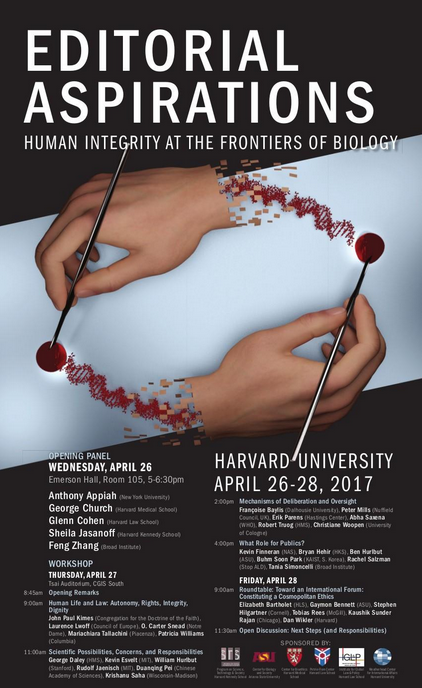 EDITORIAL
ASPIRATIONS
HUMAN INTEGRITY AT THE FRONTIERS OF BIOLOGY
OPENING PANEL
WEDNESDAY, APRIL 26
Emerson Hall, Room 105, 5-6:30pm
Anthony Appiah (New York University)
George Church (Harvard Medical School)
Glenn Cohen (Harvard Law School)
Sheila Jasanoff (Harvard Kennedy School)
Feng Zhang (Broad Institute)
WORKSHOP
THURSDAY, APRIL 27
Tsai Auditorium, CGIS South
8:45am Opening Remarks
9:00am Human Life and Law: Autonomy, Rights, Integrity,
Dignity
John Paul Kimes (Congregation for the Doctrine of the Faith),
Laurence Lwoff (Council of Europe), O. Carter Snead (Notre
Dame), Mariachiara Tallachini (Piacenza), Patricia Williams
(Columbia)
11:00am Scientific Possibilities, Concerns, and Responsibilities
George Daley (HMS), Kevin Esvelt (MIT), William Hurlbut
(Stanford), Rudolf Jaenisch (MIT), Duanqing Pei (Chinese
Academy of Sciences), Krishanu Saha (Wisconsin-Madison)
HARVARD UNIVERSITY
APRIL 26-28, 2017
2:00pm Mechanisms of Deliberation and Oversight
Françoise Baylis (Dalhousie University), Peter Mills (Nuffield
Council, UK), Erik Parens (Hastings Center), Abha Saxena
(WHO), Robert Truog (HMS), Christiane Woopen (University
of Cologne)
4:00pm What Role for Publics?
Kevin Finneran (NAS), Bryan Hehir (HKS), Ben Hurlbut
(ASU), Buhm Soon Park (KAIST, S. Korea), Rachel Salzman
(Stop ALD), Tania Simoncelli (Broad Institute)
FRIDAY, APRIL 28
9:00am Roundtable: Toward an International Forum:
Constituting a Cosmopolitan Ethics
Elizabeth Bartholet (HLS), Gaymon Bennett (ASU), Stephen
Hilgartner (Cornell), Tobias Rees (McGill), Kaushik Sunder
Rajan (Chicago), Dan Wikler (Harvard)
11:30am Open Discussion: Next Steps (and Responsibilities)
SPONSORED BY:
STS
ASU
IGLP